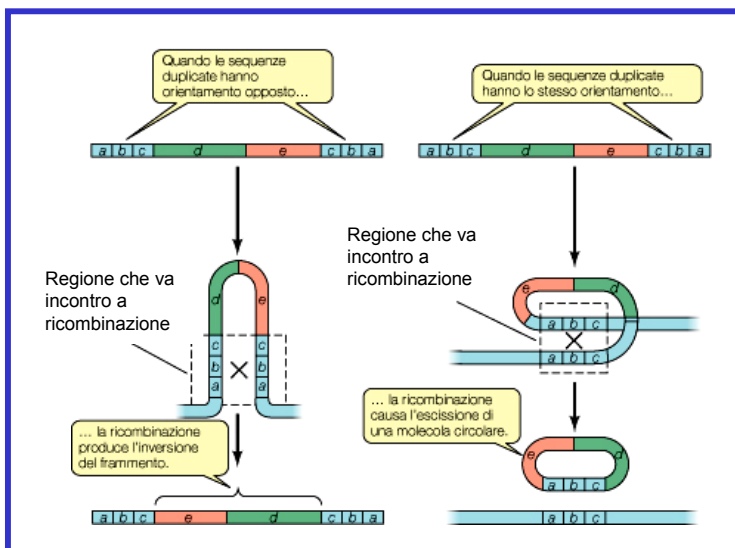 Quando le sequenze
duplicate hanno
orientamento opposto...
a b c d e c b a
Regione che va
incontro a
ricombinazione
d e
c c
b b
a a
... la ricombinazione
produce l'inversione
del frammento.
a b c e d c b a
Quando le sequenze duplicate
hanno lo stesso orientamento...
a b c d e c b a
Regione che va
incontro a
ricombinazione
e d
a b c
a b c
... la ricombinazione
causa l'escissione di
una molecola circolare.
e d
a b c
a b c